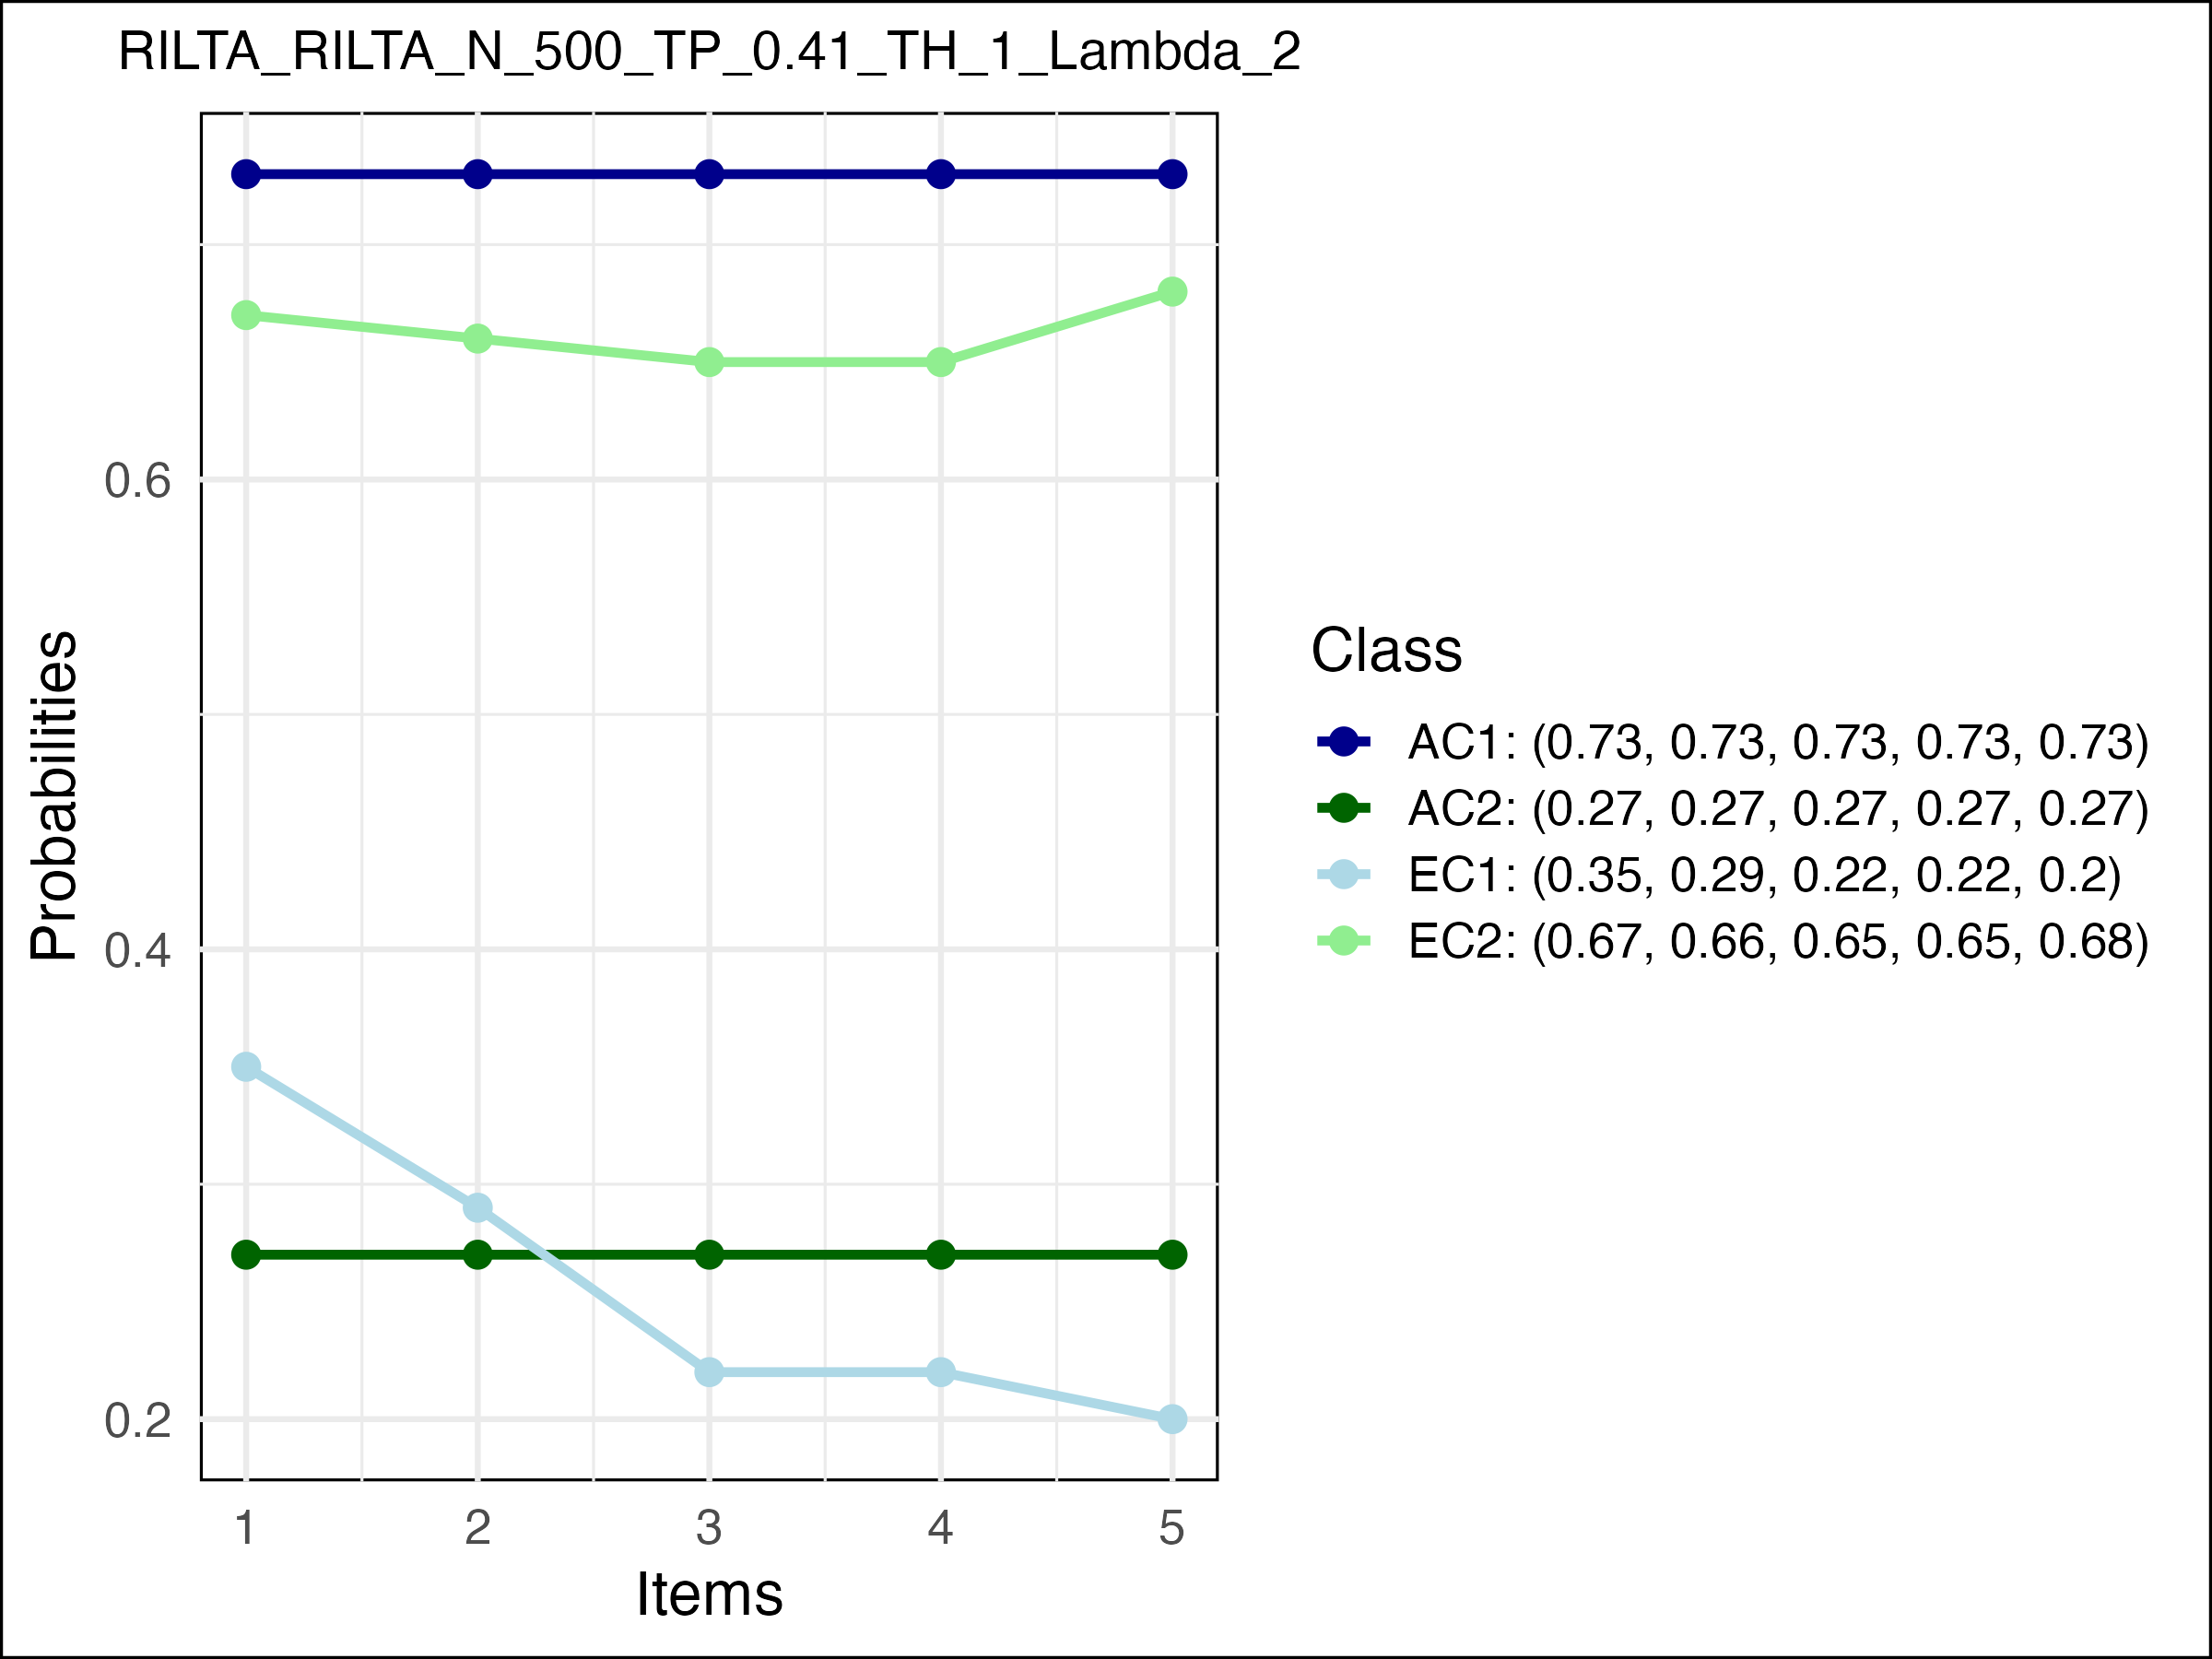 RILTA_RILTA_N_500_TP_0.41_TH_1_Lambda_2
Probabilities
0.6
0.4
0.2
1 2 3 4 5
Items
Class
AC1: (0.73, 0.73, 0.73, 0.73, 0.73)
AC2: (0.27, 0.27, 0.27, 0.27, 0.27)
EC1: (0.35, 0.29, 0.22, 0.22, 0.2)
EC2: (0.67, 0.66, 0.65, 0.65, 0.68)